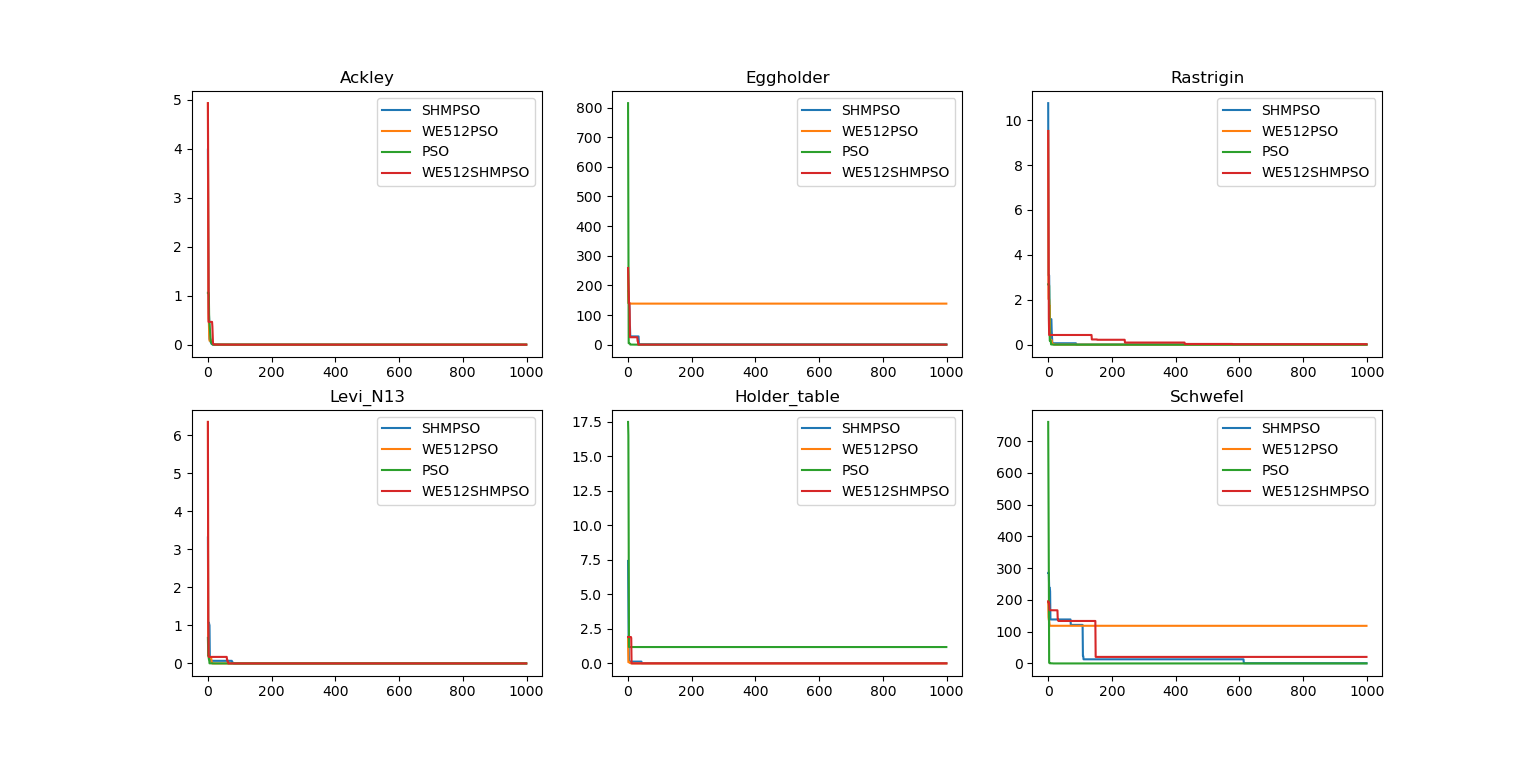 Ackley
5
4
3
2
1
0
0 200 400 600 800 1000
SHMPSO
WE512PSO
PSO
WE512SHMPSO
Eggholder
800
700
600
500
400
300
200
100
0
0 200 400 600 800 1000
SHMPSO
WE512PSO
PSO
WE512SHMPSO
Rastrigin
10
8
6
4
2
0
0 200 400 600 800 1000
SHMPSO
WE512PSO
PSO
WE512SHMPSO
Levi_N13
6
5
4
3
2
1
0
0 200 400 600 800 1000
SHMPSO
WE512PSO
PSO
WE512SHMPSO
Holder_table
17.5
15.0
12.5
10.0
7.5
5.0
2.5
0.0
0 200 400 600 800 1000
SHMPSO
WE512PSO
PSO
WE512SHMPSO
Schwefel
700
600
500
400
300
200
100
0
0 200 400 600 800 1000
SHMPSO
WE512PSO
PSO
WE512SHMPSO